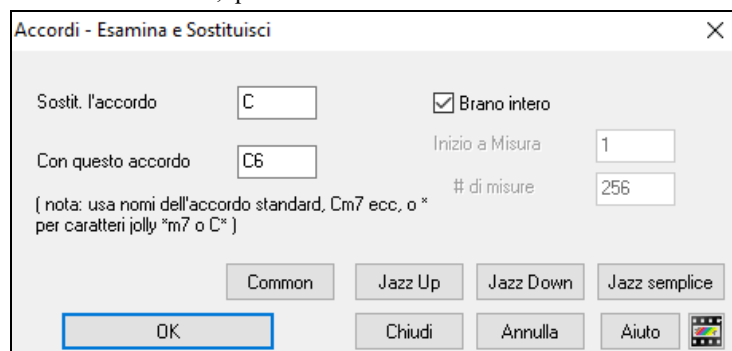 Accordi - Esamina e Sostituisci
Sostit. l'accordo
C
Brano intero
Inizio a Misura
1
Con questo accordo
C6
# di misure
256
( nota: usa nomi dell'accordo standard, Cm7 ecc, o *
per caratteri jolly *m7 o C* )
Common
Jazz Up
Jazz Down
Jazz semplice
OK
Chiudi
Annulla
Aiuto